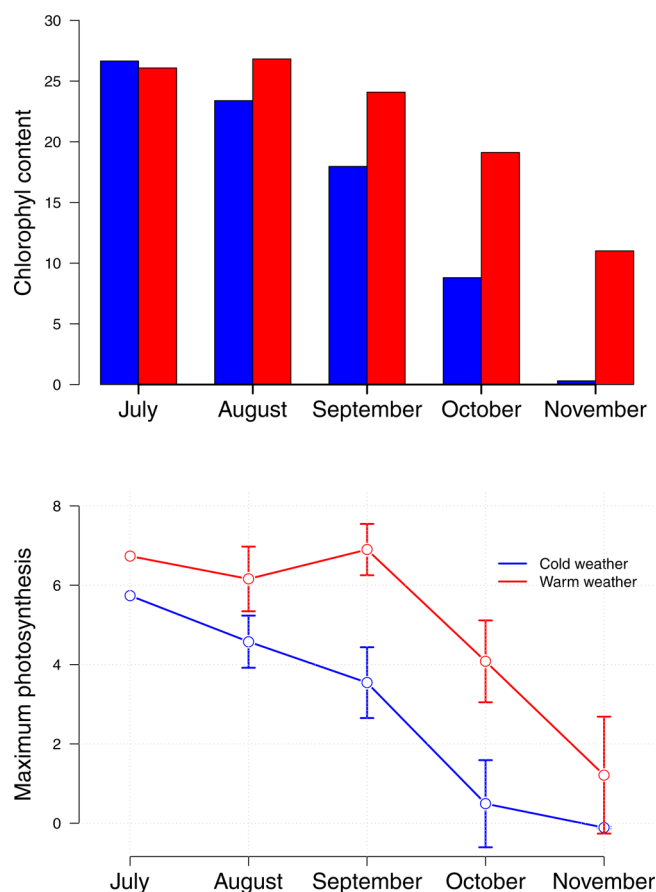 30
25
20
15
10
5
0
Chlorophyl content
July August September October November
8
6
4
2
0
Maximum photosynthesis
Cold weather
Warm weather
July August September October November